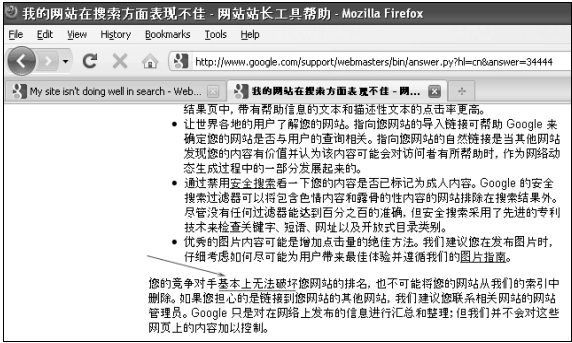 我的网站在搜索方面表现不佳 - 网站站长工具帮助 - Mozilla Firefox
File Edit View History Bookmarks Tools Help
http://www.google.com/support/webmasters/bin/answer.py?hl=cn&answer=34444
My site isn't doing well in search - Web... 我的网站在搜索方面表现不佳 - 网...
结果页中，带有帮助信息的文本和描述性文本的点击率更高。
• 让世界各地的用户了解您的网站。指向您网站的导入链接可帮助 Google 来
确定您的网站是否与用户的查询相关。指向您网站的自然链接是当其他网站
发现您的内容有价值并认为该内容可能会对访问者有所帮助时，作为网络动
态生成过程中的一部分发展起来的。
• 通过禁用安全搜索看一下您的内容是否已标记为成人内容。Google 的安全
搜索过滤器可以将包含色情内容和露骨的性内容的网站排除在搜索结果外。
尽管没有任何过滤器能达到百分之百的准确，但安全搜索采用了先进的专利
技术来检查关键字、短语、网址以及开放式目录类别。
• 优秀的图片内容可能是增加点击量的绝佳方法。我们建议您在发布图片时，
仔细考虑如何尽可能为用户带来最佳体验并遵循我们的图片指南。
您的竞争对手基本上无法破坏您网站的排名，也不可能将您的网站从我们的索引中
删除。如果您担心的是链接到您网站的其他网站，我们建议您联系相关网站的网站
管理员。Google 只是对在网络上发布的信息进行汇总和整理；但我们并不会对这些
网页上的内容加以控制。